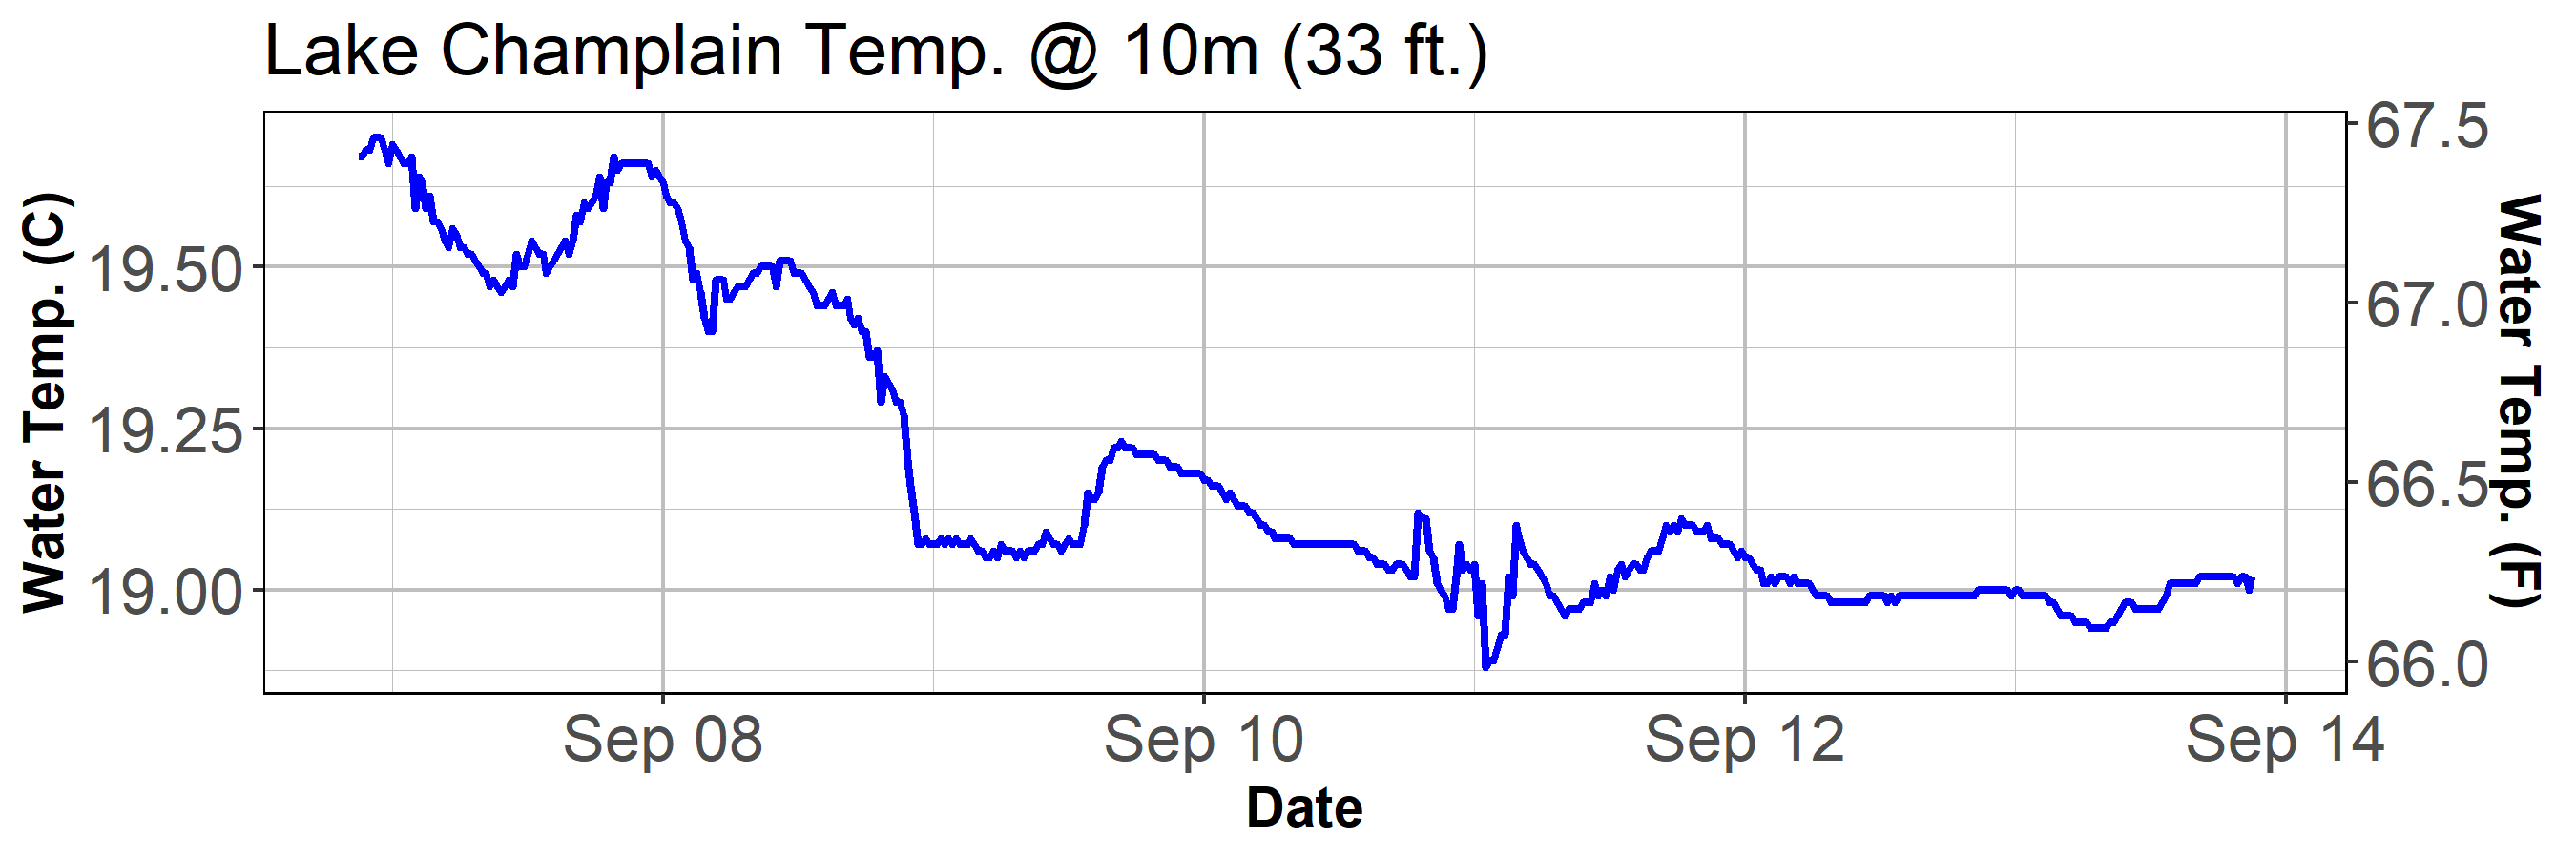 Lake Champlain Temp. @ 10m (33 ft.)
Water Temp. (C)
19.50
19.25
19.00
67.5
67.0
66.5
66.0
Water Temp. (F)
Sep 08
Sep 10
Sep 12
Sep 14
Date